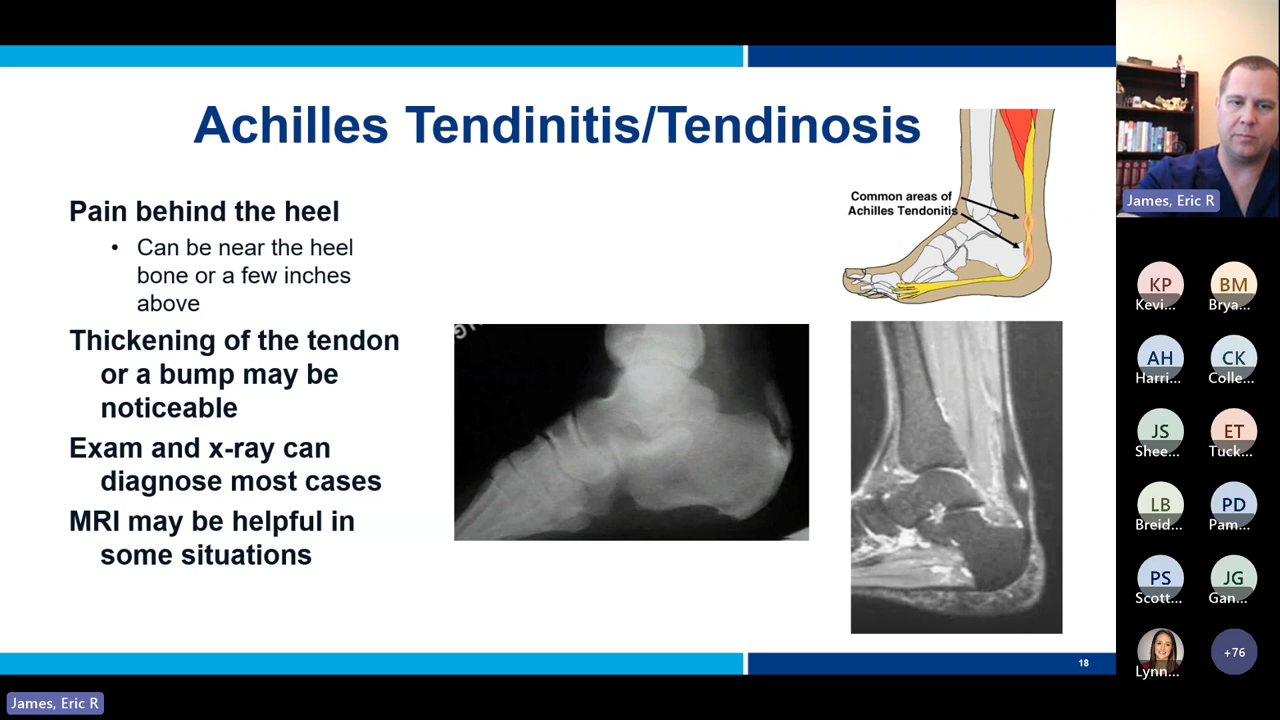 Achilles Tendinitis/Tendinosis
Pain behind the heel
• Can be near the heel
bone or a few inches
above
Thickening of the tendon
or a bump may be
noticeable
Exam and x-ray can
diagnose most cases
MRI may be helpful in
some situations
Common areas of
Achilles Tendonitis
18
James, Eric R
James, Eric R
KP
Kevi...
BM
Brya...
AH
Harri...
CK
Colle...
JS
Shee...
ET
Tuck...
LB
Breid...
PD
Pam...
PS
Scott...
JG
Gan...
Lynn...
+76